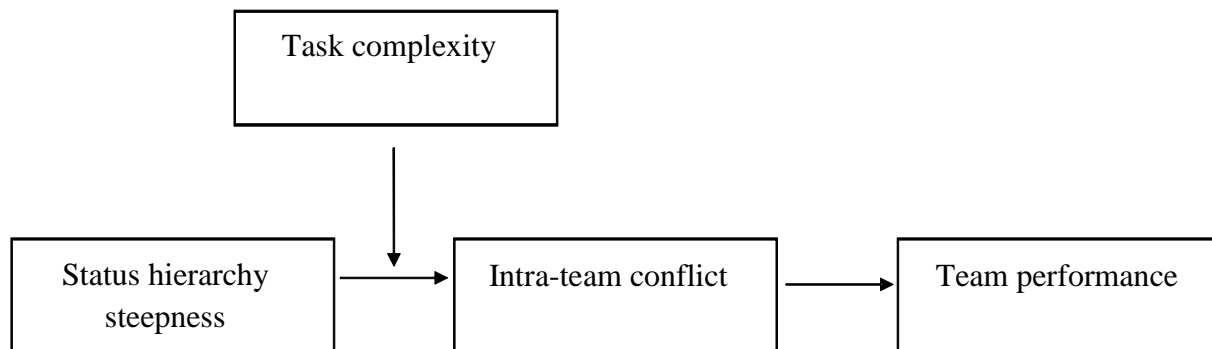 Task complexity
Status hierarchy
steepness
Intra-team conflict
Team performance